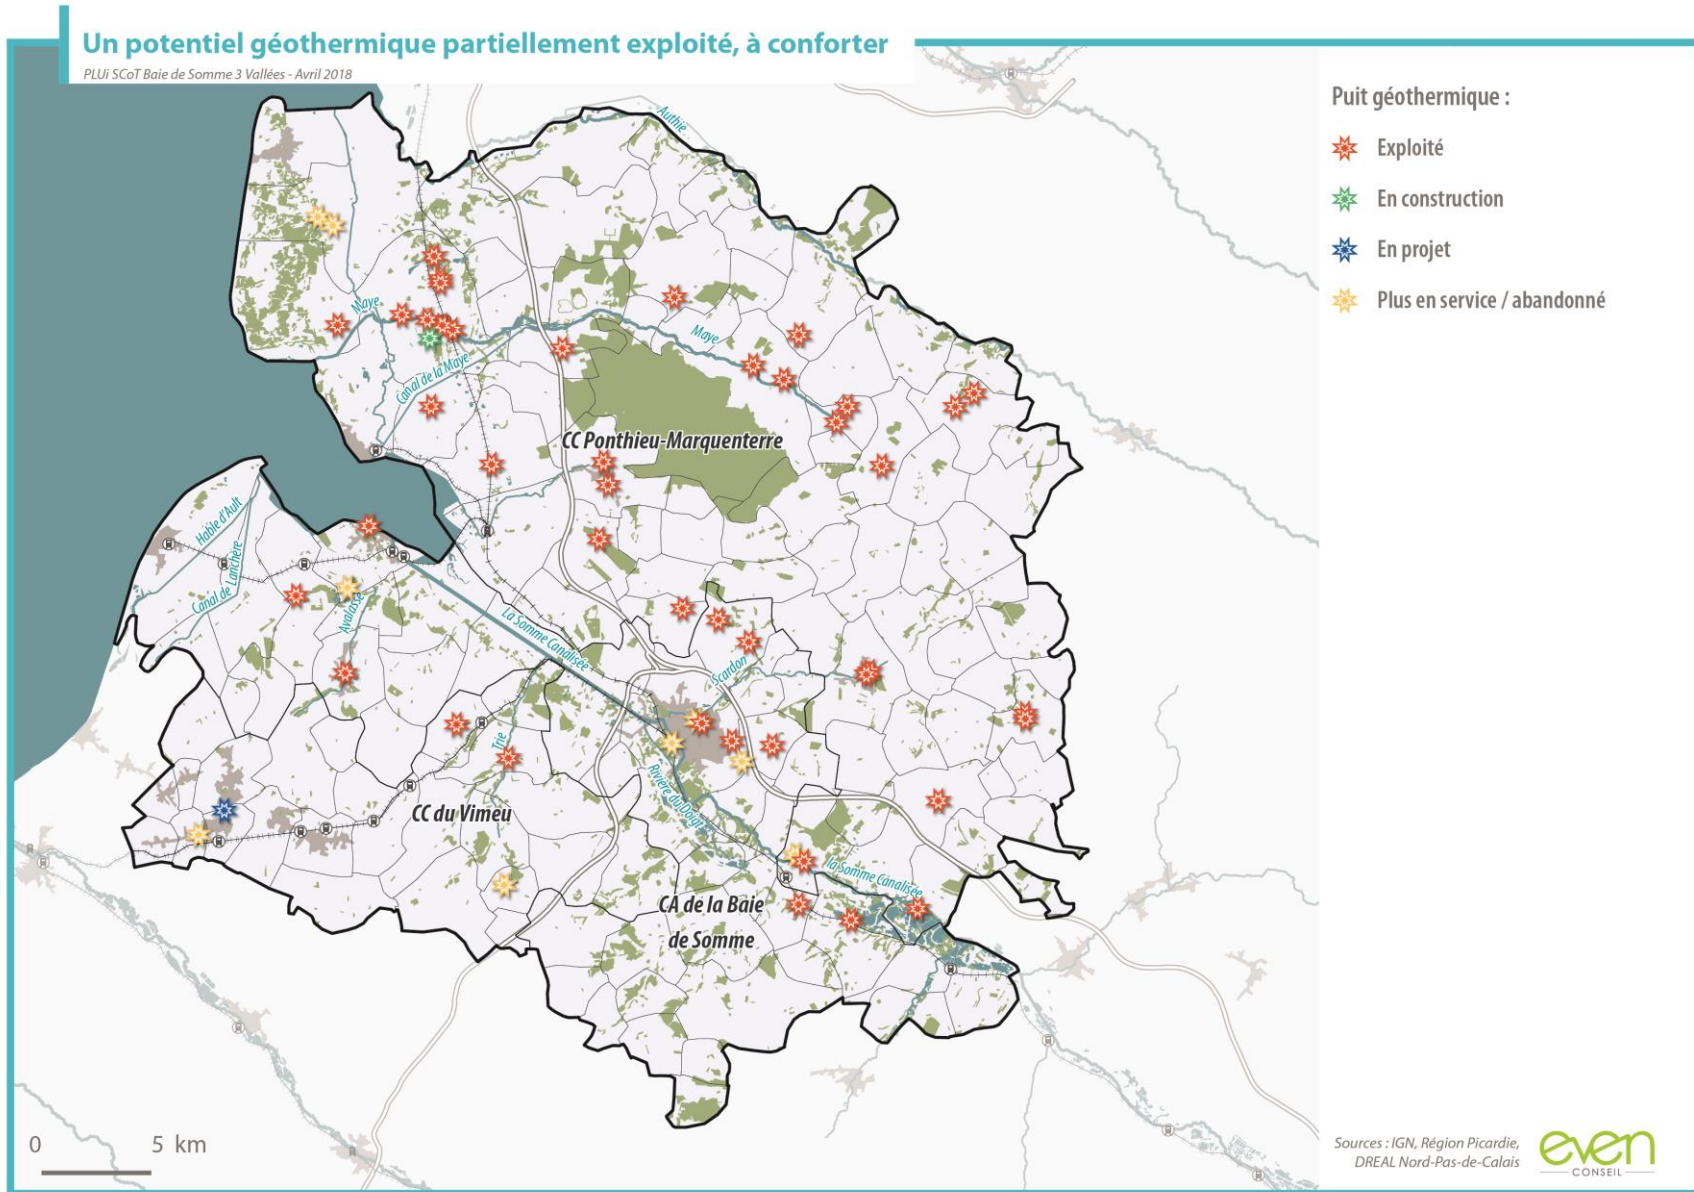 Un potentiel géothermique partiellement exploité, à conforter
PLUi SCoT Baie de Somme 3 Vallées - Avril 2018
Puit géothermique :
Exploité
En construction
En projet
Plus en service / abandonné
Authie
Maye
Maye
Canal de la Maye
CC Ponthieu-Marquenterre
Hable d'Ault
Canal de Lanchère
Avalasse
La Somme Canalisée
Scardon
Trie
Rivière du Doigt
CC du Vimeu
la Somme Canalisée
CA de la Baie
de Somme
0 5 km
Sources : IGN, Région Picardie,
DREAL Nord-Pas-de-Calais
even
CONSEIL